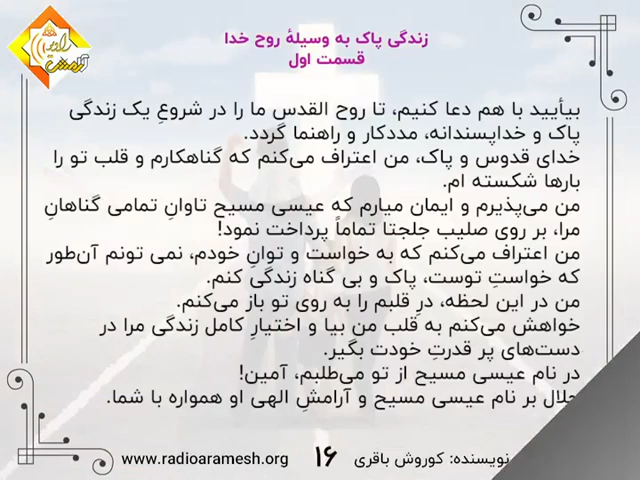 زندگی پاک به وسیلهٔ روح خدا
قسمت اول
رادیو
آرامش
بیأیید با هم دعا کنیم، تا روح القدس ما را در شروعِ یک زندگی
پاک و خداپسندانه، مددکار و راهنما گردد.
خدای قدوس و پاک، من اعتراف می‌کنم که گناهکارم و قلب تو را
بارها شکسته ام.
من می‌پذیرم و ایمان میارم که عیسی مسیح تاوانِ تمامی گناهانِ
مرا، بر روی صلیب جلجتا تماماً پرداخت نمود!
من اعتراف می‌کنم که به خواست و توانِ خودم، نمی تونم آن‌طور
که خواستِ توست، پاک و بی گناه زندگی کنم.
من در این لحظه، درِ قلبم را به روی تو باز می‌کنم.
خواهش می‌کنم به قلب من بیا و اختیارِ کامل زندگی مرا در
دست‌های پر قدرتِ خودت بگیر.
در نام عیسی مسیح از تو می‌طلبم، آمین!
جلال بر نام عیسی مسیح و آرامشِ الهی او همواره با شما.
نویسنده: کوروش باقری ۱۶ www.radioaramesh.org